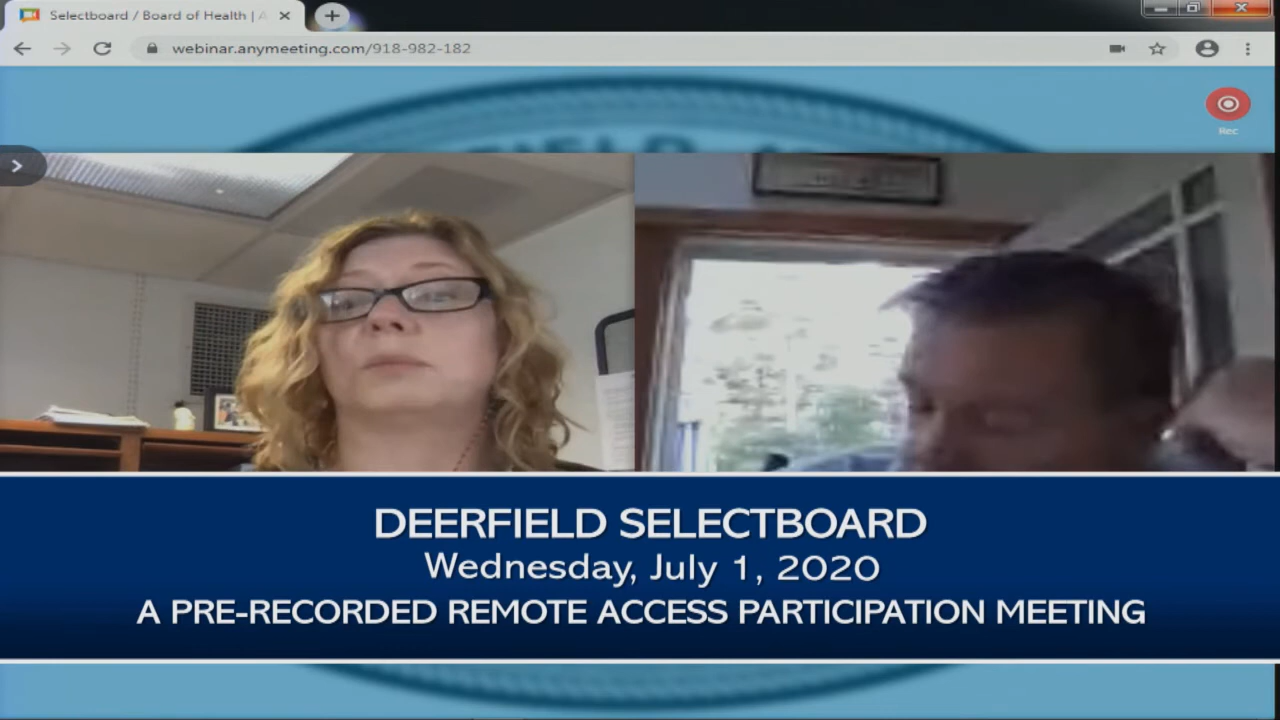 Selectboard / Board of Health | A
webinar.anymeeting.com/918-982-182
Rec
DEERFIELD SELECTBOARD
Wednesday, July 1, 2020
A PRE-RECORDED REMOTE ACCESS PARTICIPATION MEETING